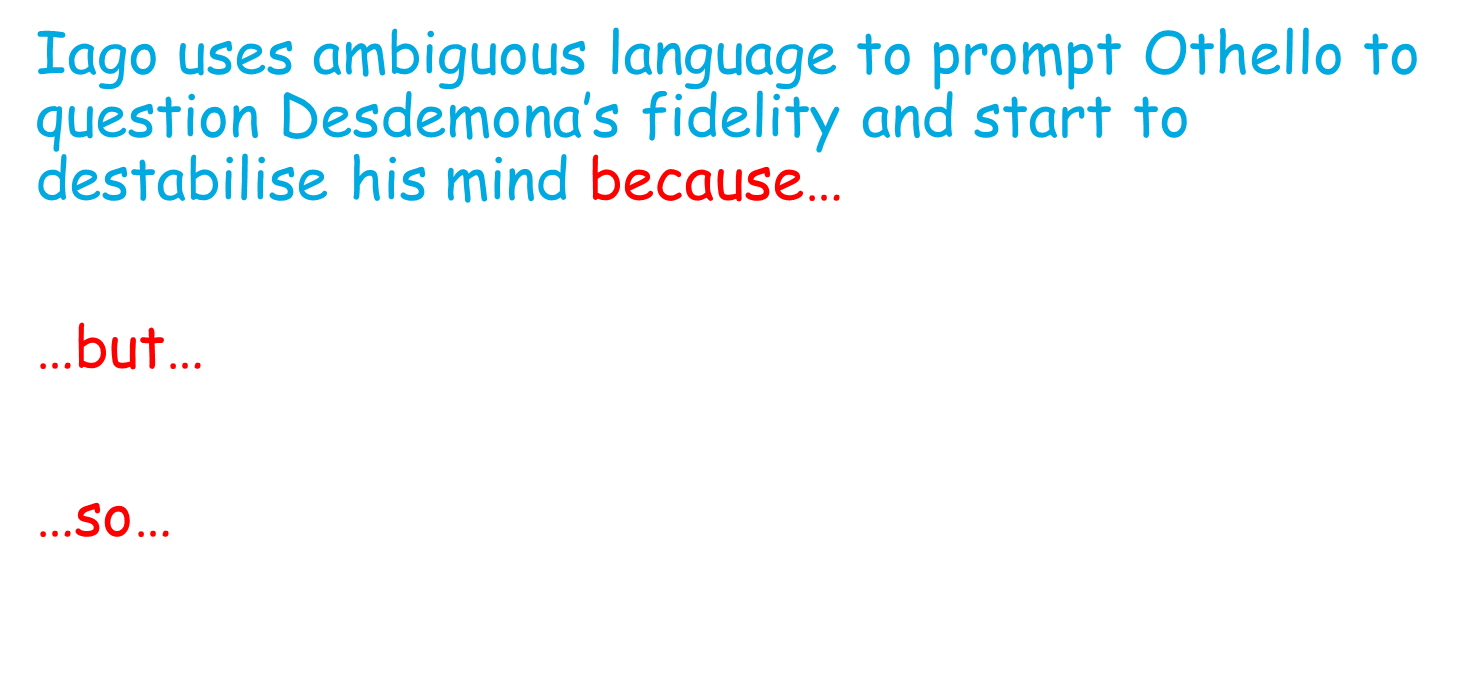 Iago uses ambiguous language to prompt Othello to
question Desdemona’s fidelity and start to
destabilise his mind because…
…but…
…so…